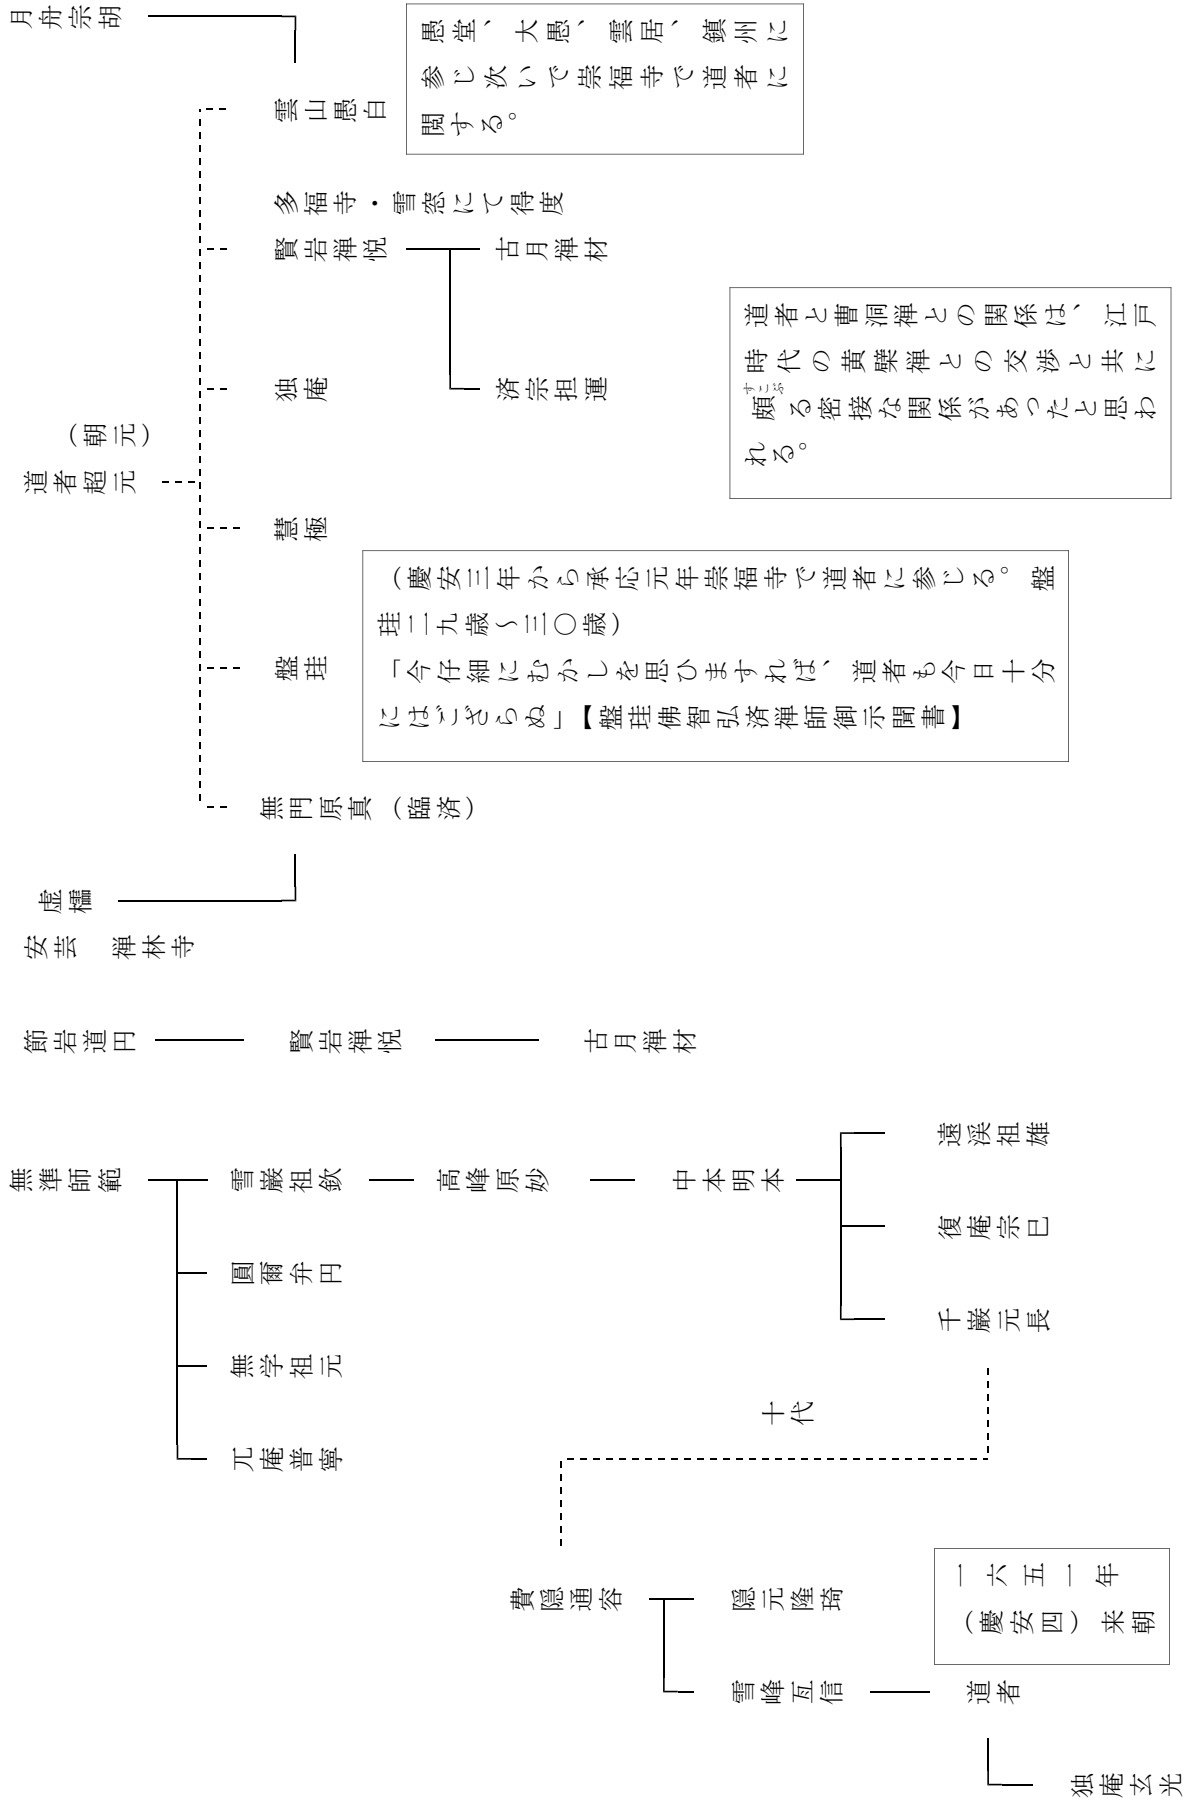 月舟宗胡
愚堂、大愚、雲居、鎮州に
参じ次いで崇福寺で道者に
関する。
雲山愚白
多福寺・雪窓にて得度
賢岩禅悦
古月禅材
済宗担運
独庵
道者と曹洞禅との関係は、江戸
時代の黄檗禅との交渉と共に
すこぶ
頗る密接な関係があったと思わ
れる。
（朝元）
道者超元
慧極
盤珪
（慶安三年から承応元年崇福寺で道者に参じる。盤
珪二九歳～三〇歳）
「今仔細にむかしを思ひますれば、道者も今日十分
にはござらぬ」【盤珪佛智弘済禅師御示聞書】
無門原真（臨済）
虚櫺
安芸　禅林寺
節岩道円
賢岩禅悦
古月禅材
無準師範
雪巌祖欽
高峰原妙
中本明本
遠渓祖雄
復庵宗巳
千巌元長
圓爾弁円
無学祖元
兀庵普寧
十代
費隠通容
隠元隆琦
雪峰亙信
道者
一六五一年
（慶安四）来朝
独庵玄光